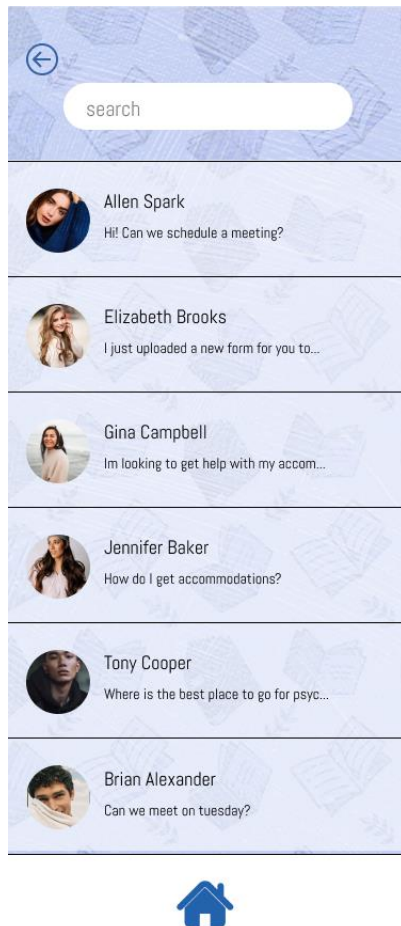 search
Allen Spark
Hi! Can we schedule a meeting?
Elizabeth Brooks
I just uploaded a new form for you to...
Gina Campbell
Im looking to get help with my accom...
Jennifer Baker
How do I get accommodations?
Tony Cooper
Where is the best place to go for psyc...
Brian Alexander
Can we meet on tuesday?